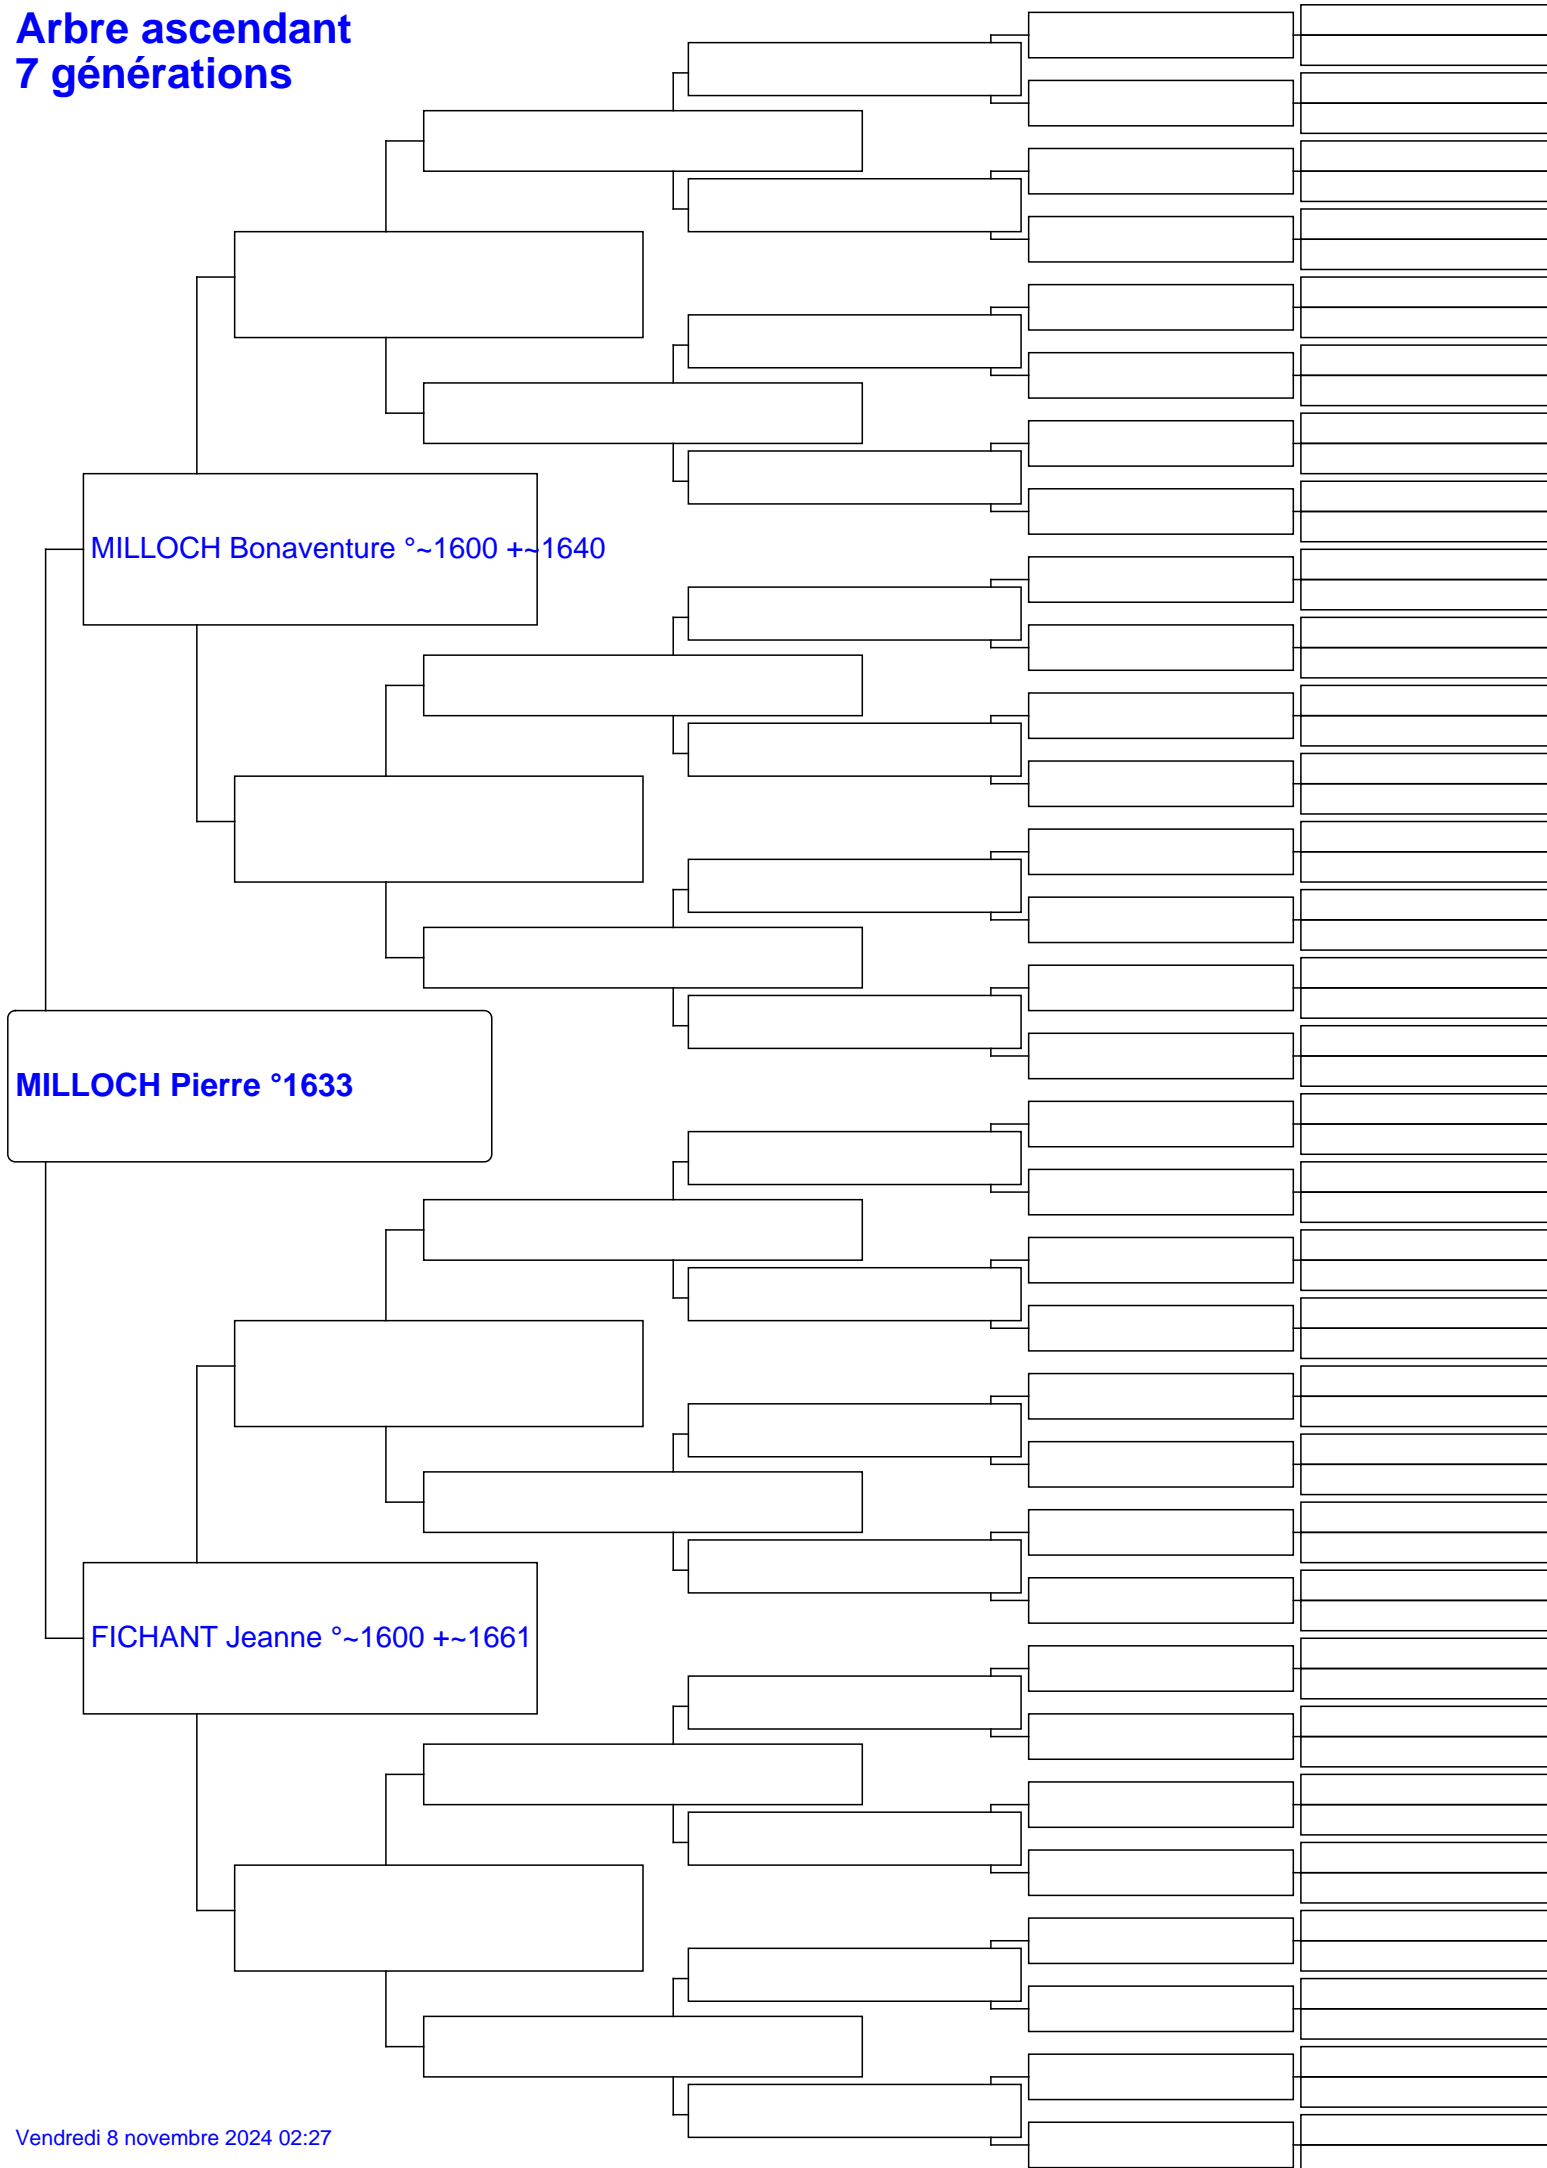 Arbre ascendant
7 générations
MILLOCH Bonaventure °~1600 +~1640
MILLOCH Pierre °1633
FICHANT Jeanne °~1600 +~1661
Vendredi 8 novembre 2024 02:27